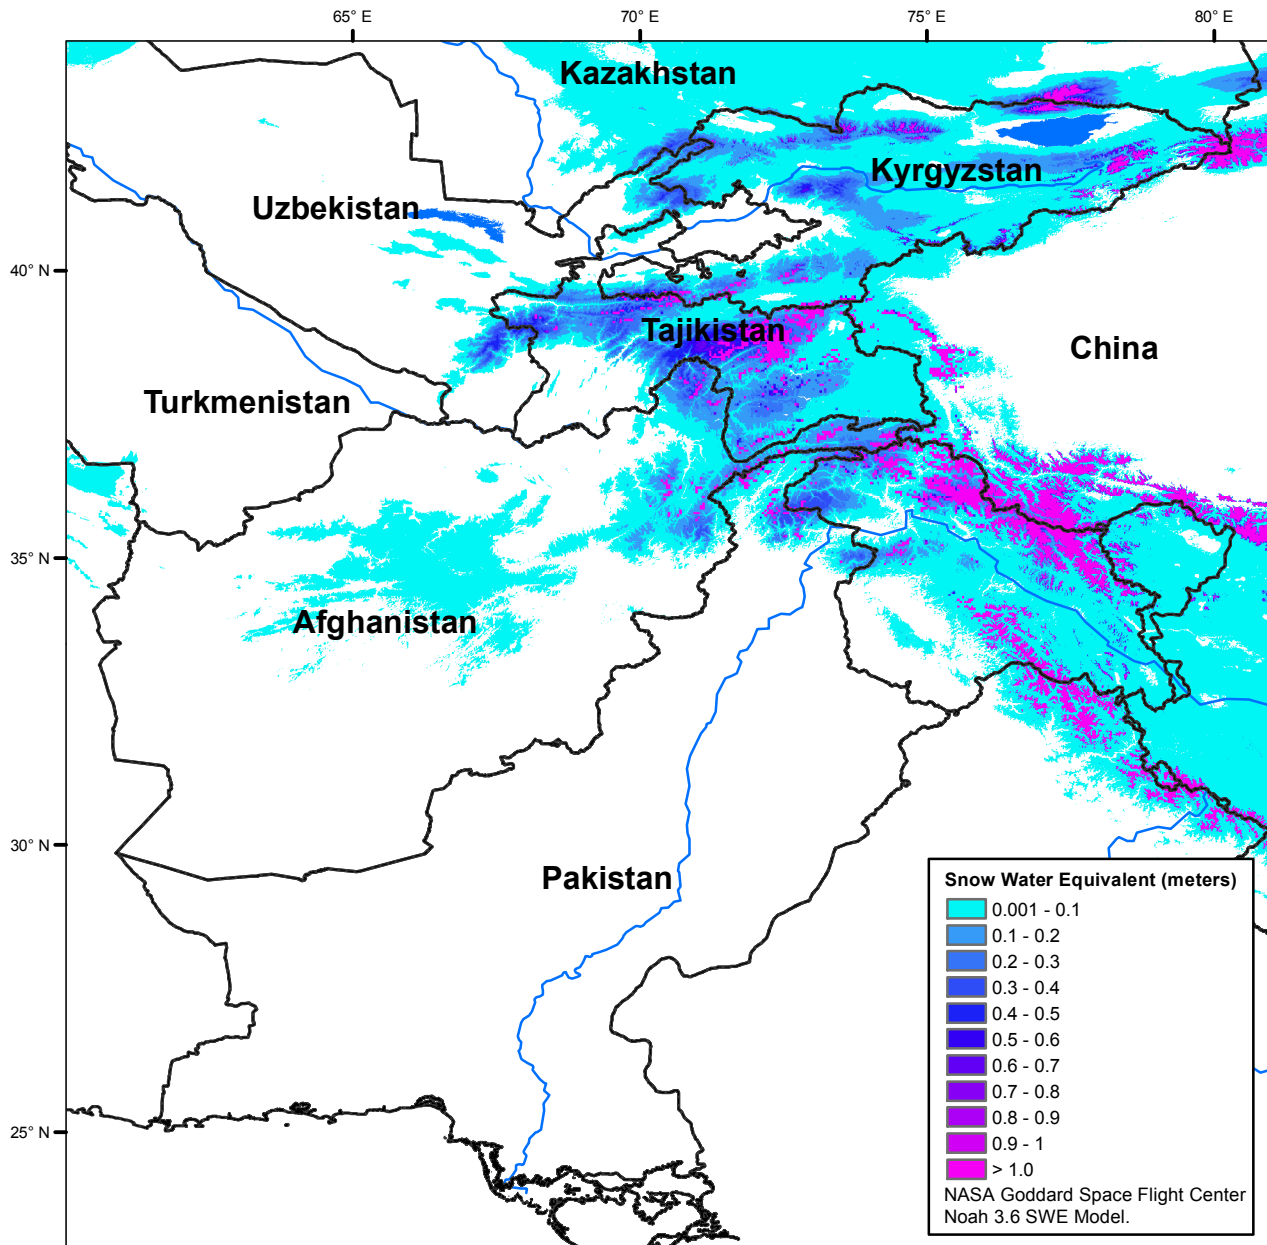 65° E
70° E
75° E
80° E
Kazakhstan
Kyrgyzstan
Uzbekistan
40° N
Tajikistan
China
Turkmenistan
35° N
Afghanistan
30° N
Pakistan
25° N
Snow Water Equivalent (meters)
0.001 - 0.1
0.1 - 0.2
0.2 - 0.3
0.3 - 0.4
0.4 - 0.5
0.5 - 0.6
0.6 - 0.7
0.7 - 0.8
0.8 - 0.9
0.9 - 1
> 1.0
NASA Goddard Space Flight Center
Noah 3.6 SWE Model.